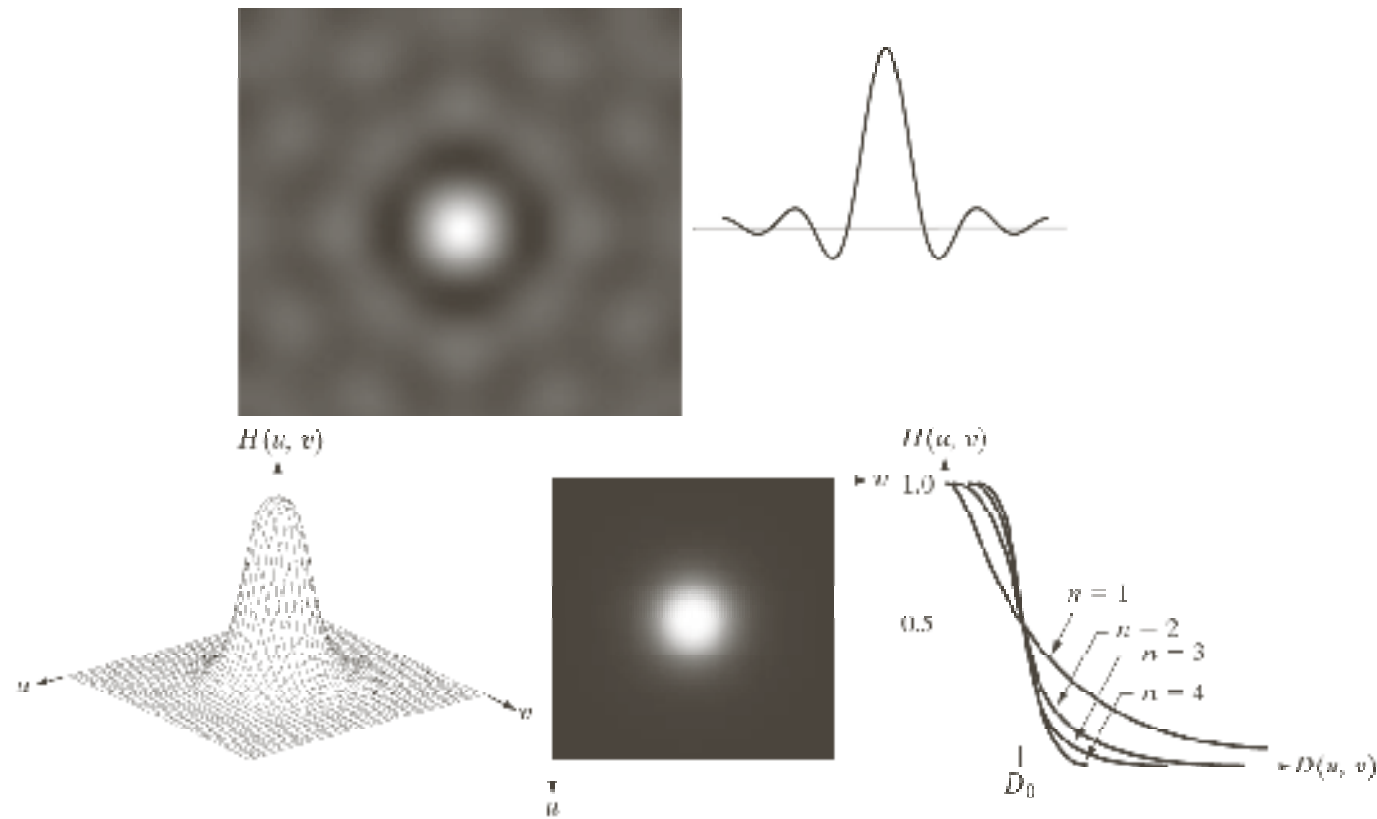 H(u, v)
H(u, v)
v
1.0
n = 1
0.5
n = 2
n = 3
u
n = 4
v
D(u, v)
D₀
u